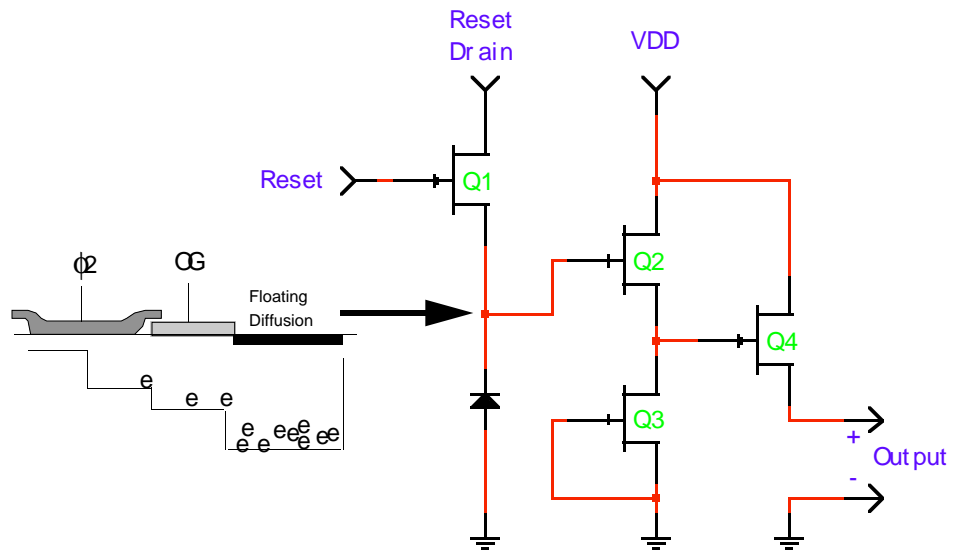 Reset
Drain
VDD
Reset
Q1
Q2
ϕ2
OG
Floating
Diffusion
Q4
e
e e
e e e e e e e e e
Q3
+
Output
-